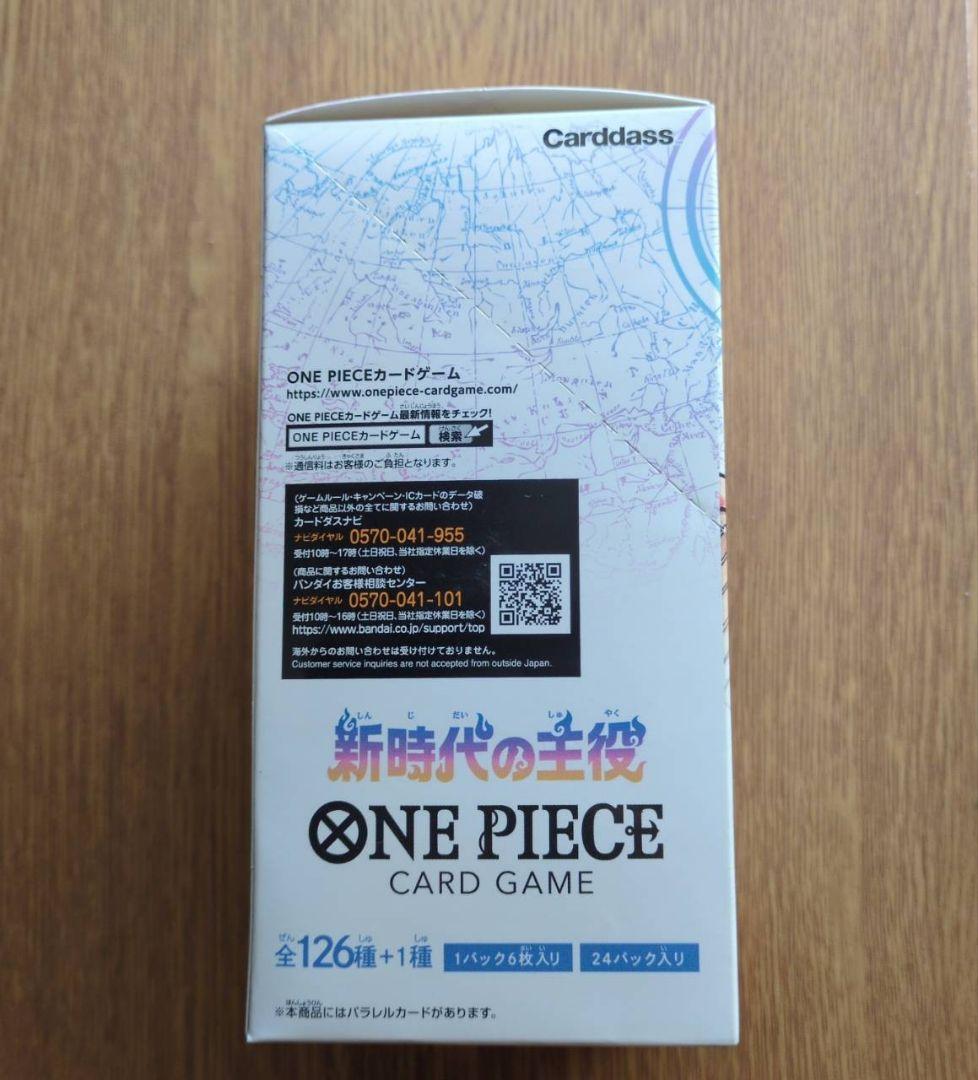 Carddass
ONE PIECEカードゲーム
https://www.onepiece-cardgame.com/
ONE PIECEカードゲーム最新情報をチェック!
ONE PIECEカードゲーム 検索
※通信料はお客様のご負担となります。
(ゲームルール・キャンペーン・ICカードのデータ破
損など商品以外の全てに関するお問い合わせ)
カードダスナビ
ナビダイヤル 0570-041-955
受付10時～17時(土日祝日、当社指定休業日を除く)
(商品に関するお問い合わせ)
バンダイお客様相談センター
ナビダイヤル 0570-041-101
受付10時～16時(土日祝日、当社指定休業日を除く)
https://www.bandai.co.jp/support/top
海外からのお問い合わせは受け付けておりません。
Customer service inquiries are not accepted from outside Japan.
新時代の主役
ONE PIECE
CARD GAME
全126種+1種 1パック6枚入り 24パック入り
※本商品にはパラレルカードがあります。